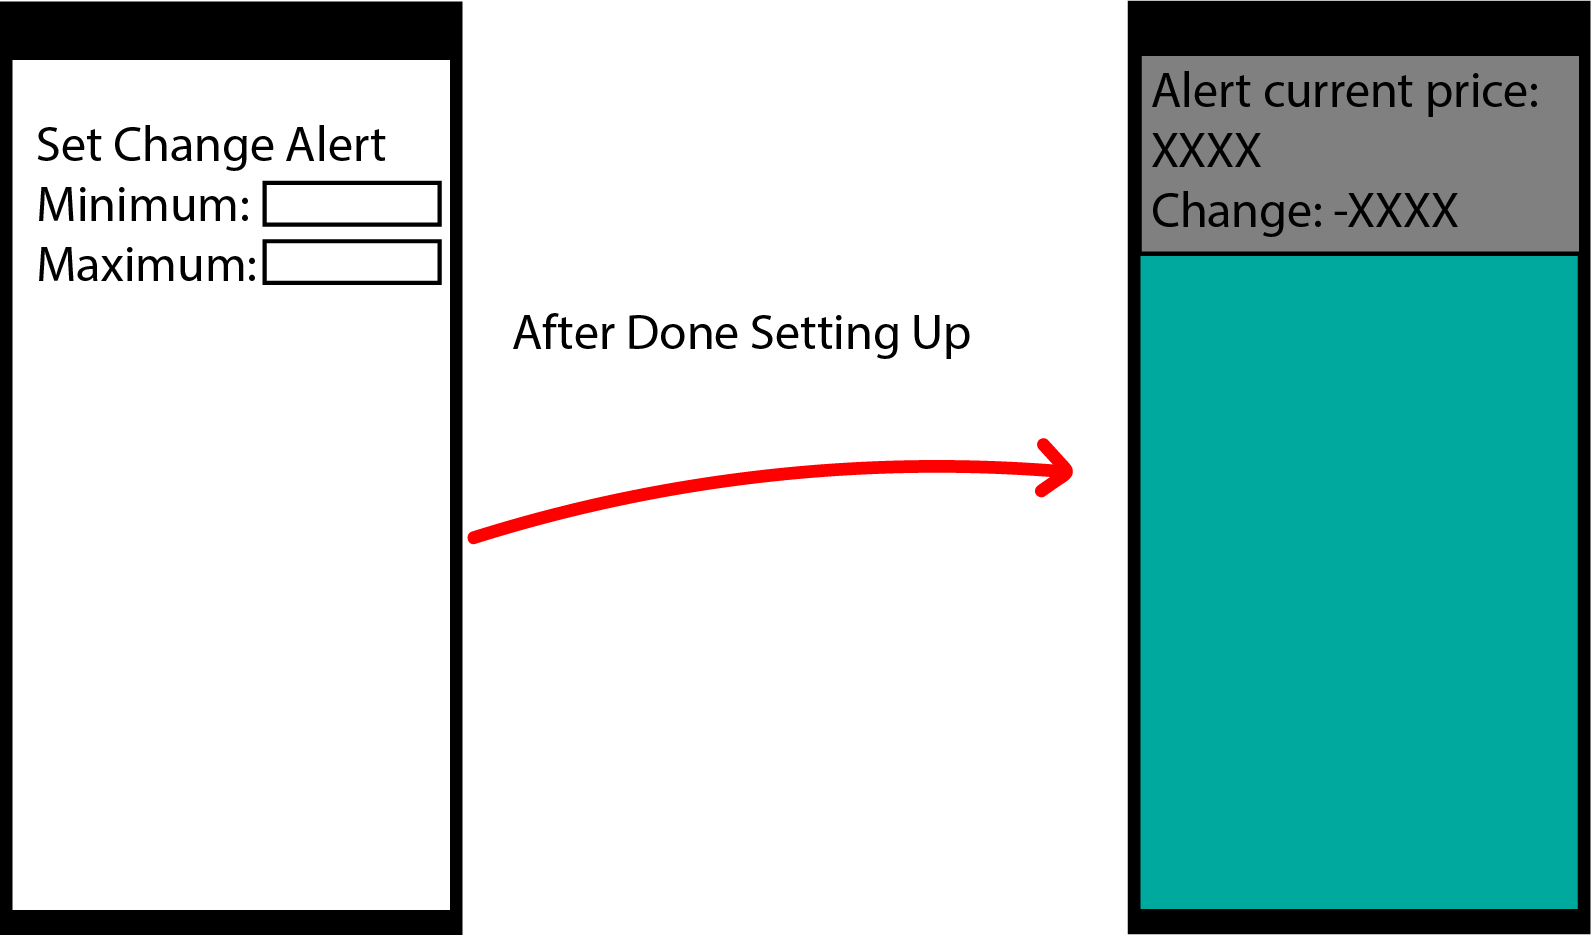 Set Change Alert
Minimum:
Maximum:
After Done Setting Up
Alert current price:
XXXX
Change: -XXXX